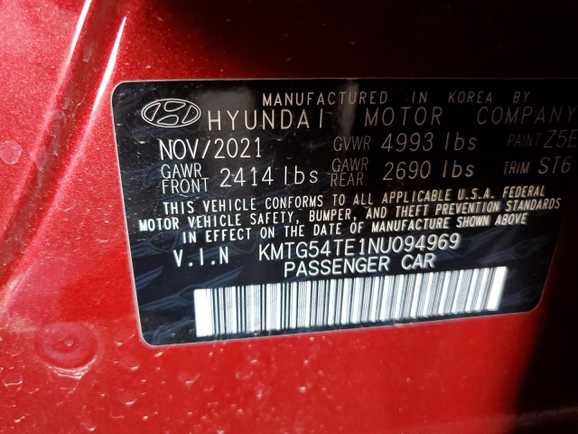 MANUFACTURED IN KOREA BY
HYUNDAI MOTOR COMPANY
NOV/2021 GVWR 4993 lbs PAINT Z5E
GAWR FRONT 2414 lbs GAWR REAR 2690 lbs TRIM ST6
THIS VEHICLE CONFORMS TO ALL APPLICABLE U.S.A. FEDERAL
MOTOR VEHICLE SAFETY, BUMPER, AND THEFT PREVENTION STANDARDS
IN EFFECT ON THE DATE OF MANUFACTURE SHOWN ABOVE
V.I.N KMTG54TE1NU094969
PASSENGER CAR